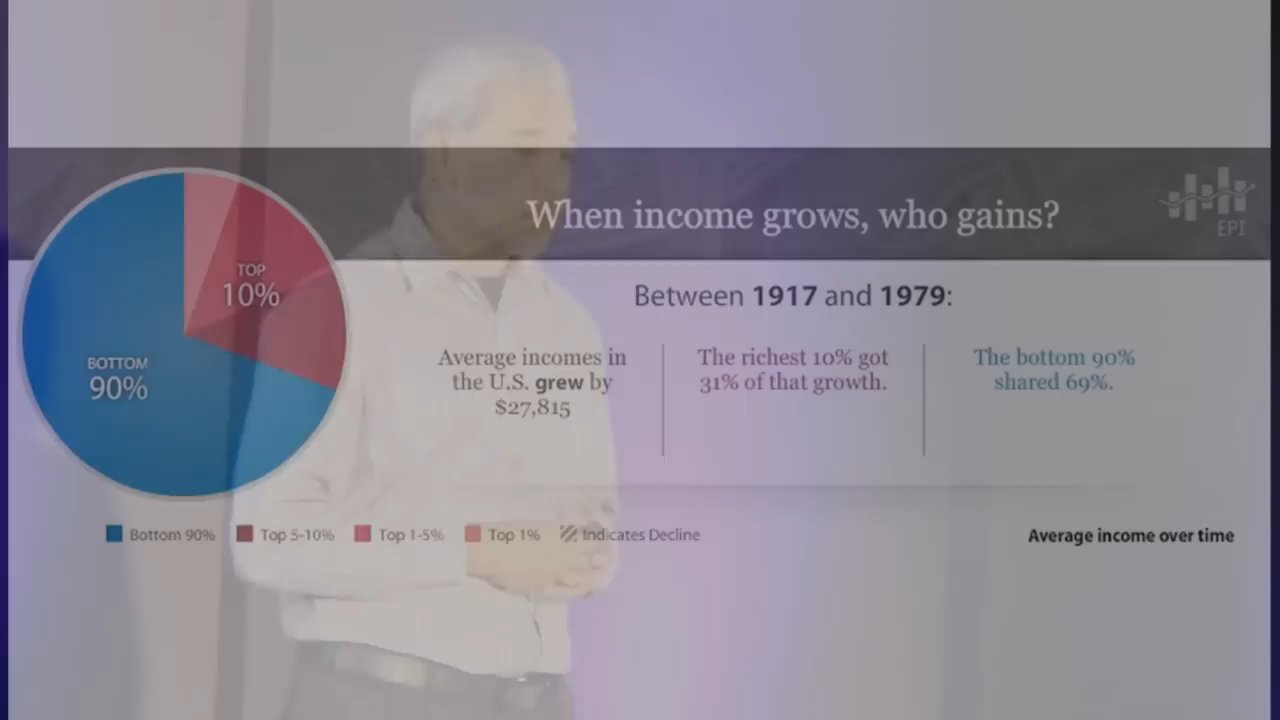 When income grows, who gains?
EPI
TOP
10%
BOTTOM
90%
Between 1917 and 1979:
Average incomes in
the U.S. grew by
$27,815
The richest 10% got
31% of that growth.
The bottom 90%
shared 69%.
Bottom 90%
Top 5-10%
Top 1-5%
Top 1%
Indicates Decline
Average income over time